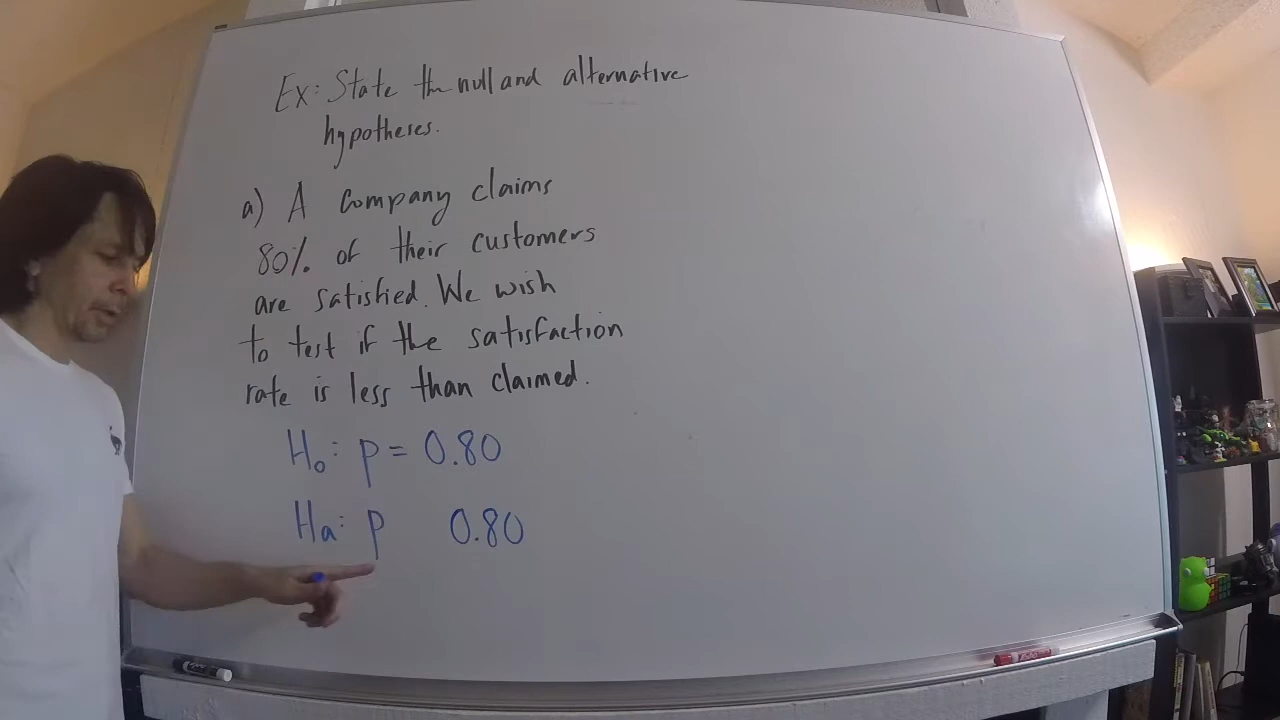 Ex: State the null and alternative
hypotheses.
a) A company claims
80% of their customers
are satisfied. We wish
to test if the satisfaction
rate is less than claimed.
H₀: p = 0.80
Ha: p 0.80